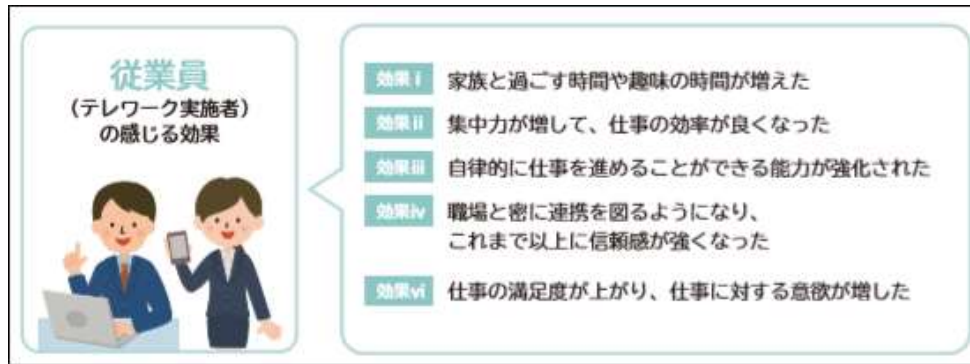 従業員
(テレワーク実施者)
の感じる効果
効果i 家族と過ごす時間や趣味の時間が増えた
効果ii 集中力が増して、仕事の効率が良くなった
効果iii 自律的に仕事を進めることができる能力が強化された
効果iv 職場と密に連携を図るようになり、
これまで以上に信頼感が強くなった
効果vi 仕事の満足度が上がり、仕事に対する意欲が増した